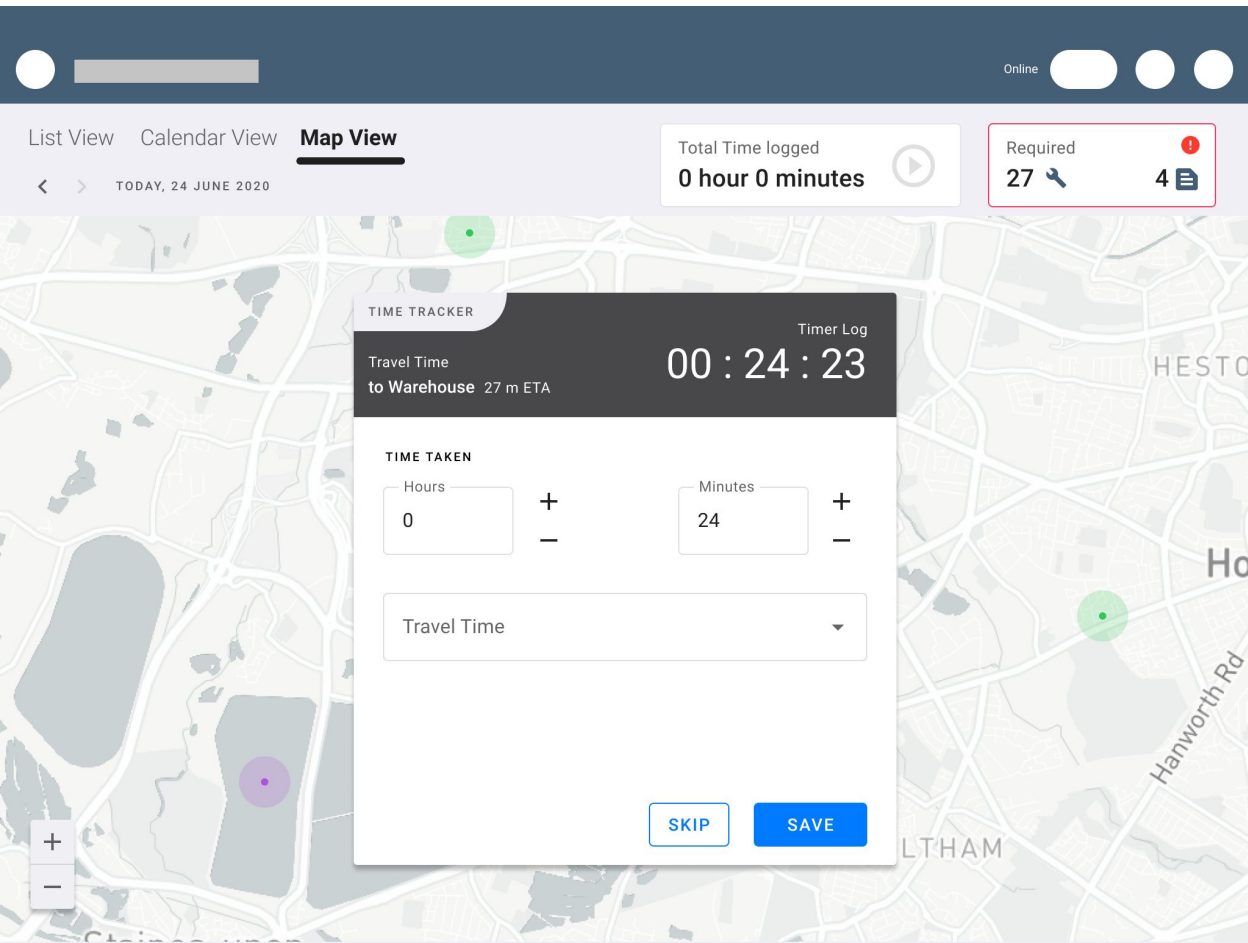 Online
List View Calendar View Map View
TODAY, 24 JUNE 2020
Total Time logged
0 hour 0 minutes
Required
27 4
TIME TRACKER
Timer Log
00 : 24 : 23
Travel Time
to Warehouse 27 m ETA
TIME TAKEN
Hours
0
+
−
Minutes
24
+
−
Travel Time
SKIP SAVE
HESTO
Ho
Hanworth Rd
LTHAM
+
−
Staines-upon